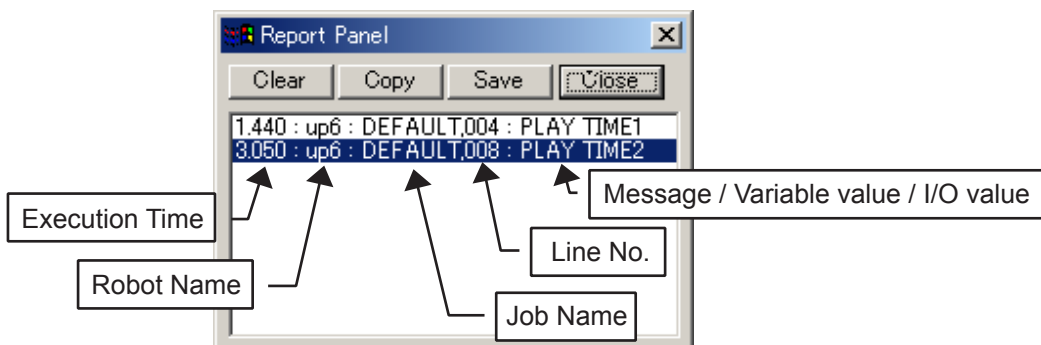 Report Panel
Clear Copy Save Close
1.440 : up6 : DEFAULT,004 : PLAY TIME1
3.050 : up6 : DEFAULT,008 : PLAY TIME2
Message / Variable value / I/O value
Execution Time
Line No.
Robot Name
Job Name